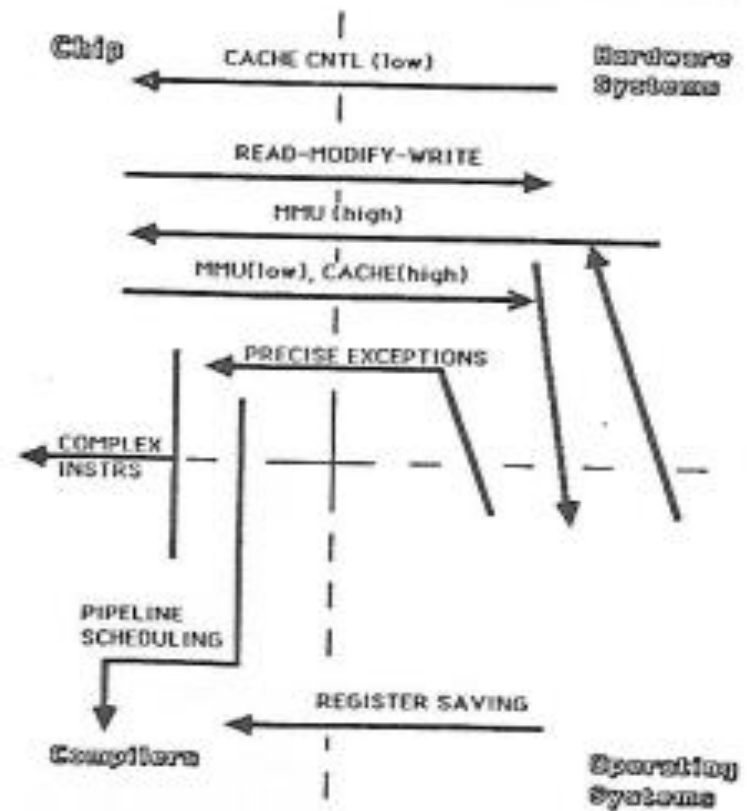 Chip
CACHE CNTL (low)
Hardware
Systems
READ-MODIFY-WRITE
MMU (high)
MMU(low), CACHE(high)
PRECISE EXCEPTIONS
COMPLEX
INSTRS
PIPELINE
SCHEDULING
REGISTER SAVING
Compilers
Operating
Systems